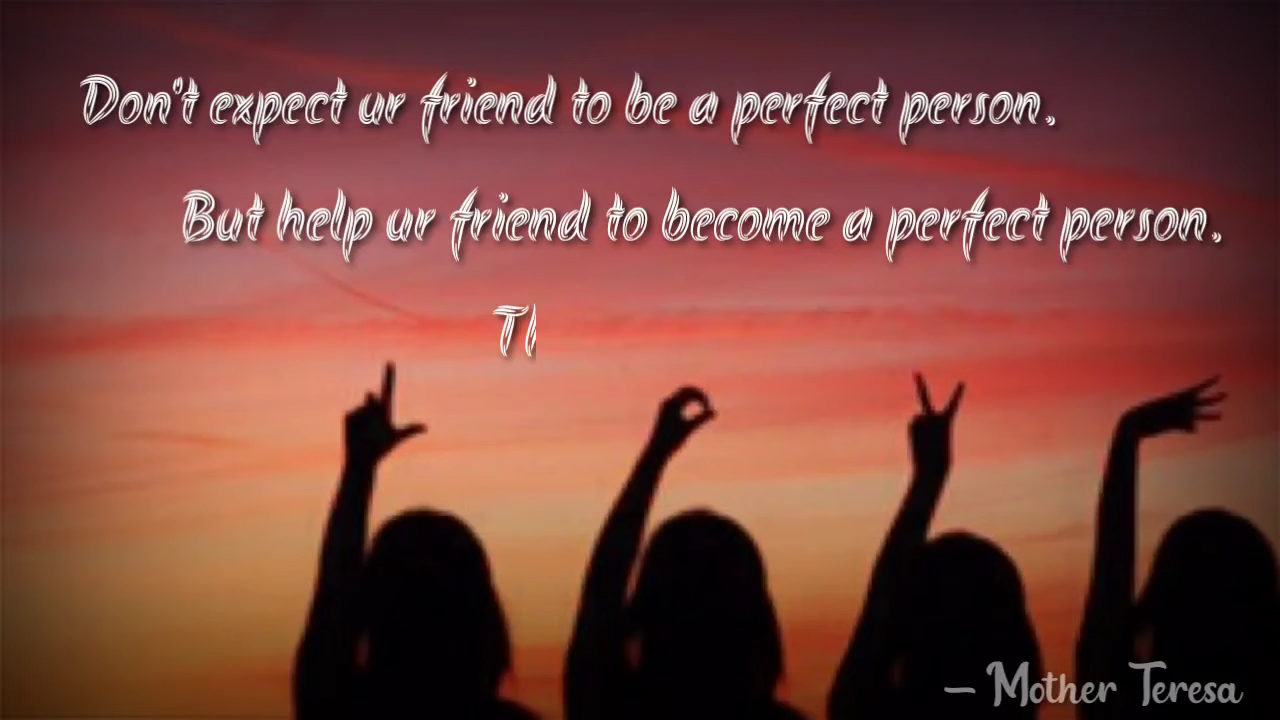 Don't expect ur friend to be a perfect person.
But help ur friend to become a perfect person.
— Mother Teresa